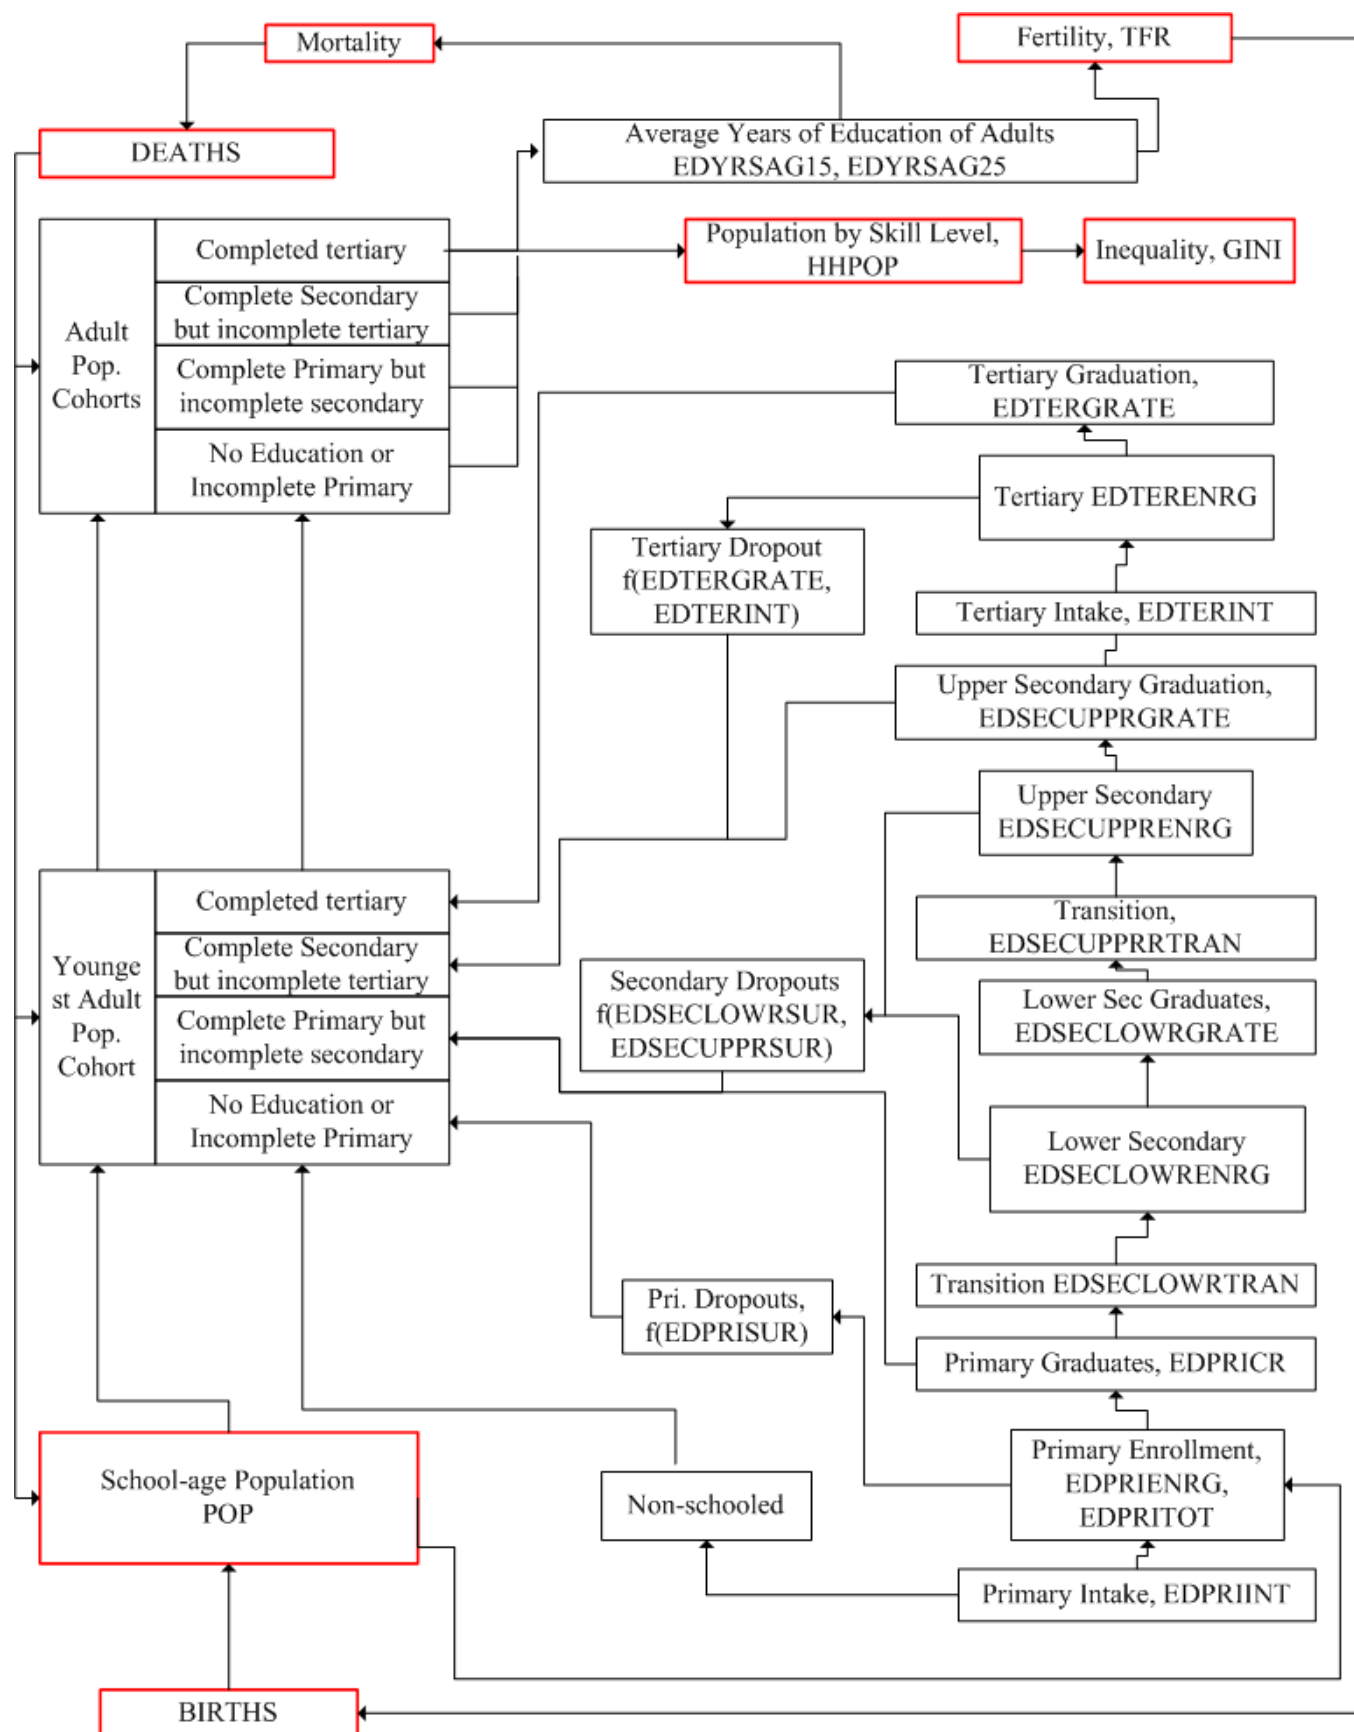 Mortality
Fertility, TFR
DEATHS
Average Years of Education of Adults
EDYRSAG15, EDYRSAG25
Adult
Pop.
Cohorts
Completed tertiary
Complete Secondary
but incomplete tertiary
Complete Primary but
incomplete secondary
No Education or
Incomplete Primary
Population by Skill Level,
HHPOP
Inequality, GINI
Tertiary Graduation,
EDTERGRATE
Tertiary EDTERENRG
Tertiary Dropout
f(EDTERGRATE,
EDTERINT)
Tertiary Intake, EDTERINT
Upper Secondary Graduation,
EDSECUPPRGRATE
Upper Secondary
EDSECUPPRENRG
Younge
st Adult
Pop.
Cohort
Completed tertiary
Complete Secondary
but incomplete tertiary
Complete Primary but
incomplete secondary
No Education or
Incomplete Primary
Transition,
EDSECUPPRRTRAN
Secondary Dropouts
f(EDSECLOWRSUR,
EDSECUPPRSUR)
Lower Sec Graduates,
EDSECLOWRGRATE
Lower Secondary
EDSECLOWRENRG
Transition EDSECLOWRTRAN
Pri. Dropouts,
f(EDPRISUR)
Primary Graduates, EDPRICR
School-age Population
POP
Non-schooled
Primary Enrollment,
EDPRIENRG,
EDPRITOT
Primary Intake, EDPRIINT
BIRTHS